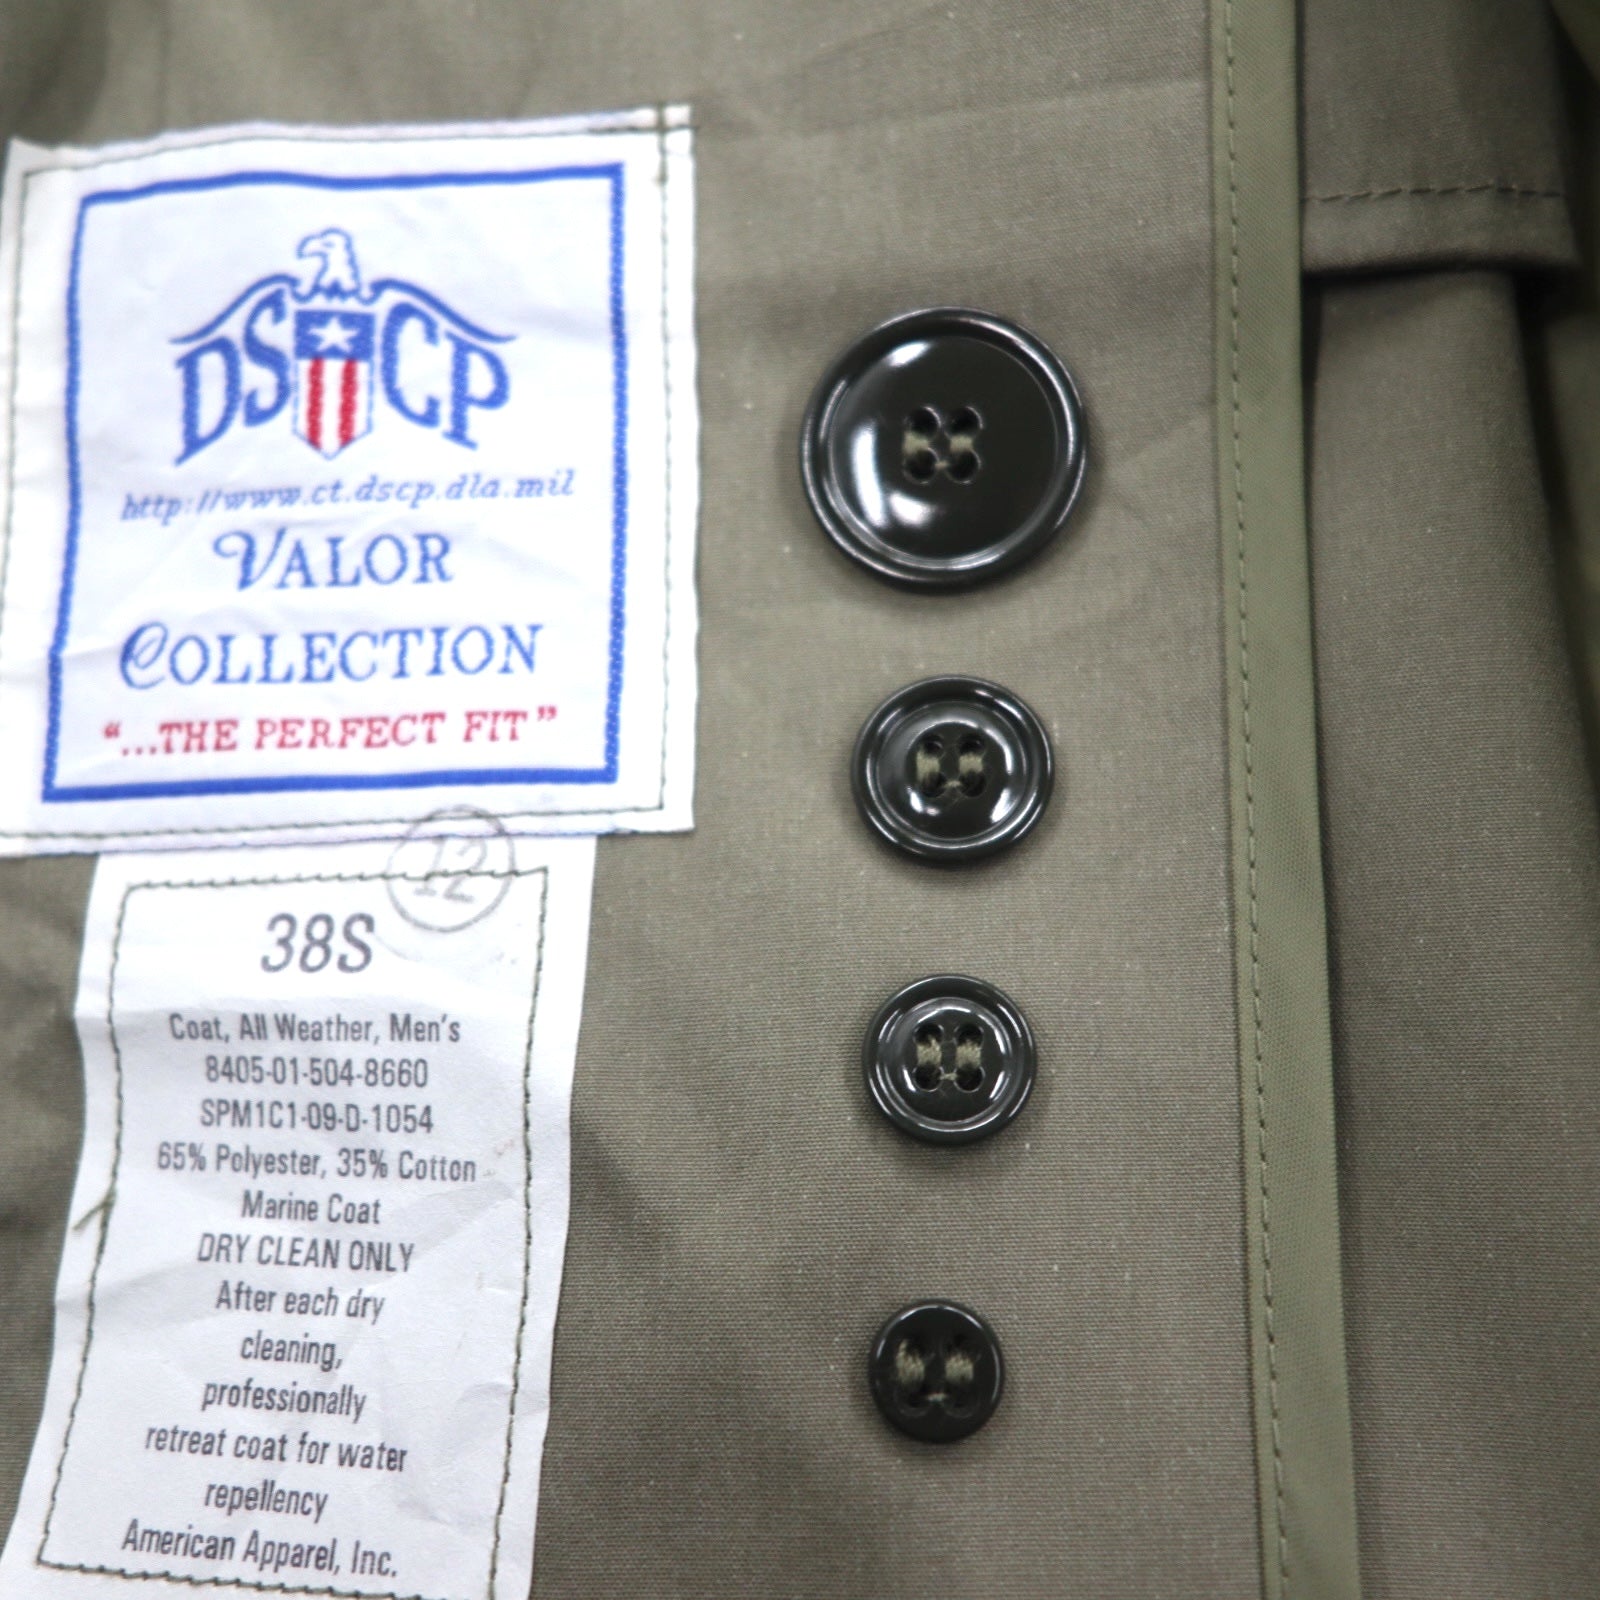 DSCP
http://www.ct.dscp.dla.mil
VALOR
COLLECTION
"...THE PERFECT FIT"
12
38S
Coat, All Weather, Men's
8405-01-504-8660
SPM1C1-09-D-1054
65% Polyester, 35% Cotton
Marine Coat
DRY CLEAN ONLY
After each dry
cleaning,
professionally
retreat coat for water
repellency
American Apparel, Inc.